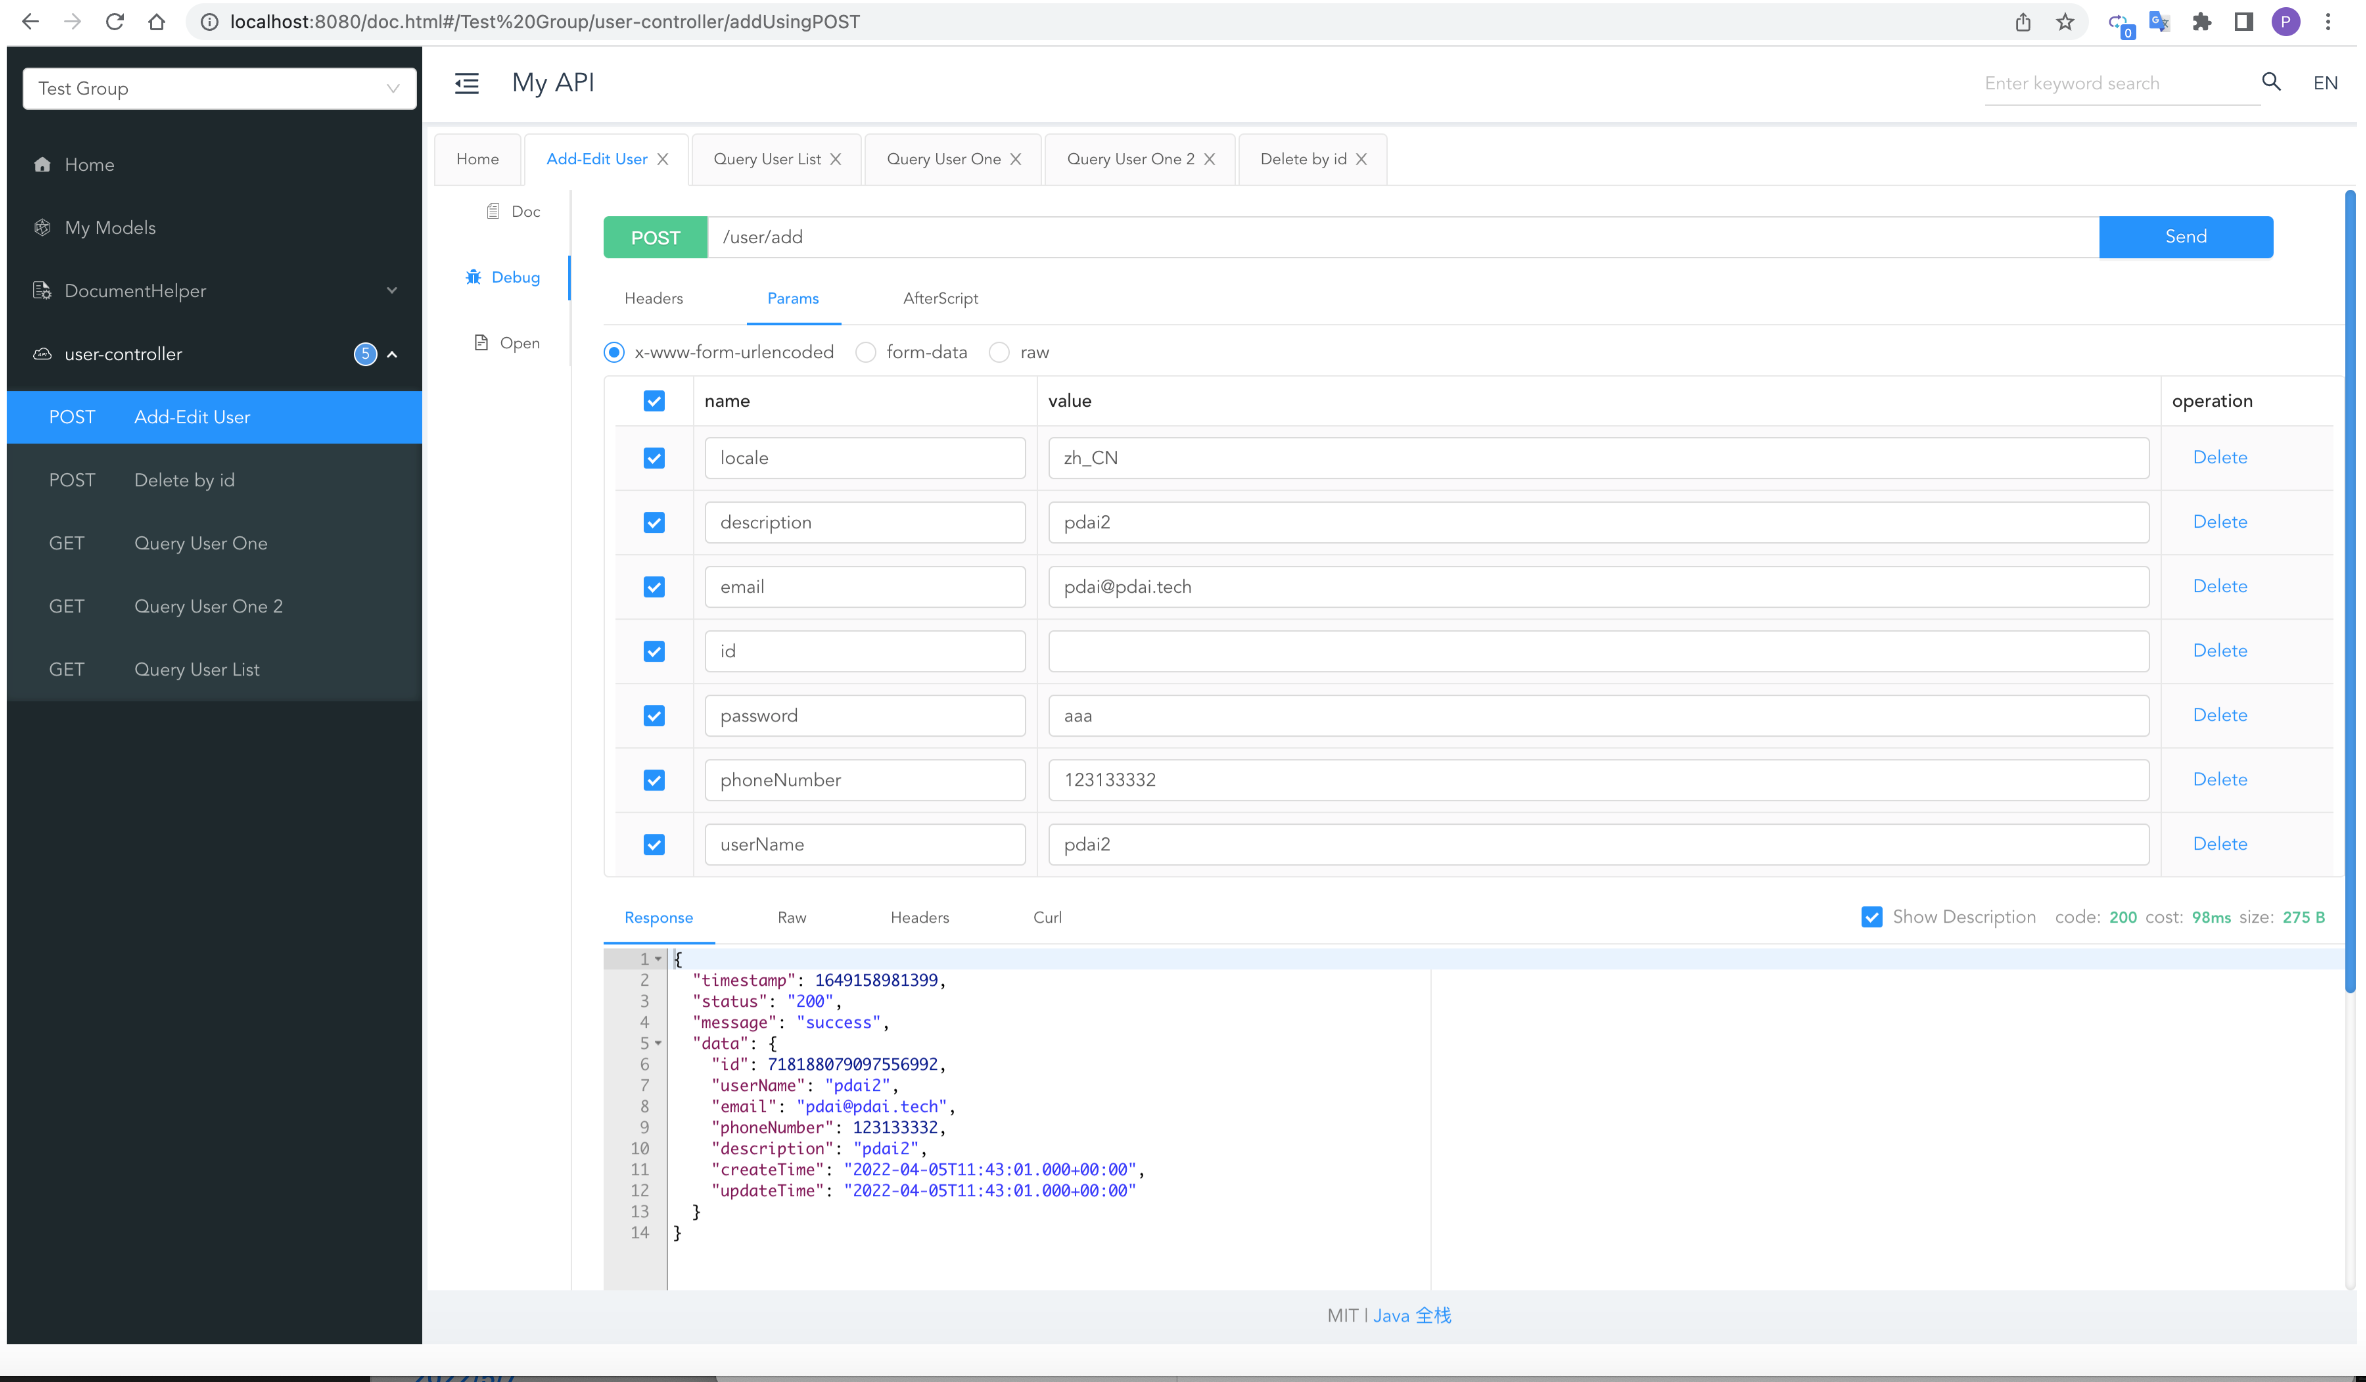 localhost:8080/doc.html#/Test%20Group/user-controller/addUsingPOST
0
P
Test Group
My API
Enter keyword search
EN
Home
My Models
DocumentHelper
user-controller 5
POST Add-Edit User
POST Delete by id
GET Query User One
GET Query User One 2
GET Query User List
Home
Add-Edit User
Query User List
Query User One
Query User One 2
Delete by id
Doc
Debug
Open
POST /user/add Send
Headers Params AfterScript
x-www-form-urlencoded form-data raw
name value operation
locale zh_CN Delete
description pdai2 Delete
email pdai@pdai.tech Delete
id Delete
password aaa Delete
phoneNumber 123133332 Delete
userName pdai2 Delete
Response Raw Headers Curl
Show Description code: 200 cost: 98ms size: 275 B
1 {
2 "timestamp": 1649158981399,
3 "status": "200",
4 "message": "success",
5 "data": {
6 "id": 718188079097556992,
7 "userName": "pdai2",
8 "email": "pdai@pdai.tech",
9 "phoneNumber": 123133332,
10 "description": "pdai2",
11 "createTime": "2022-04-05T11:43:01.000+00:00",
12 "updateTime": "2022-04-05T11:43:01.000+00:00"
13 }
14 }
MIT | Java 全栈